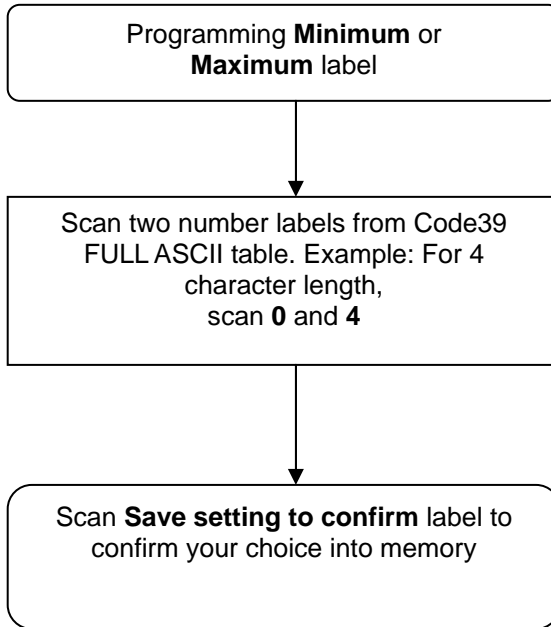 Programming Minimum or
Maximum label
Scan two number labels from Code39
FULL ASCII table. Example: For 4
character length,
scan 0 and 4
Scan Save setting to confirm label to
confirm your choice into memory